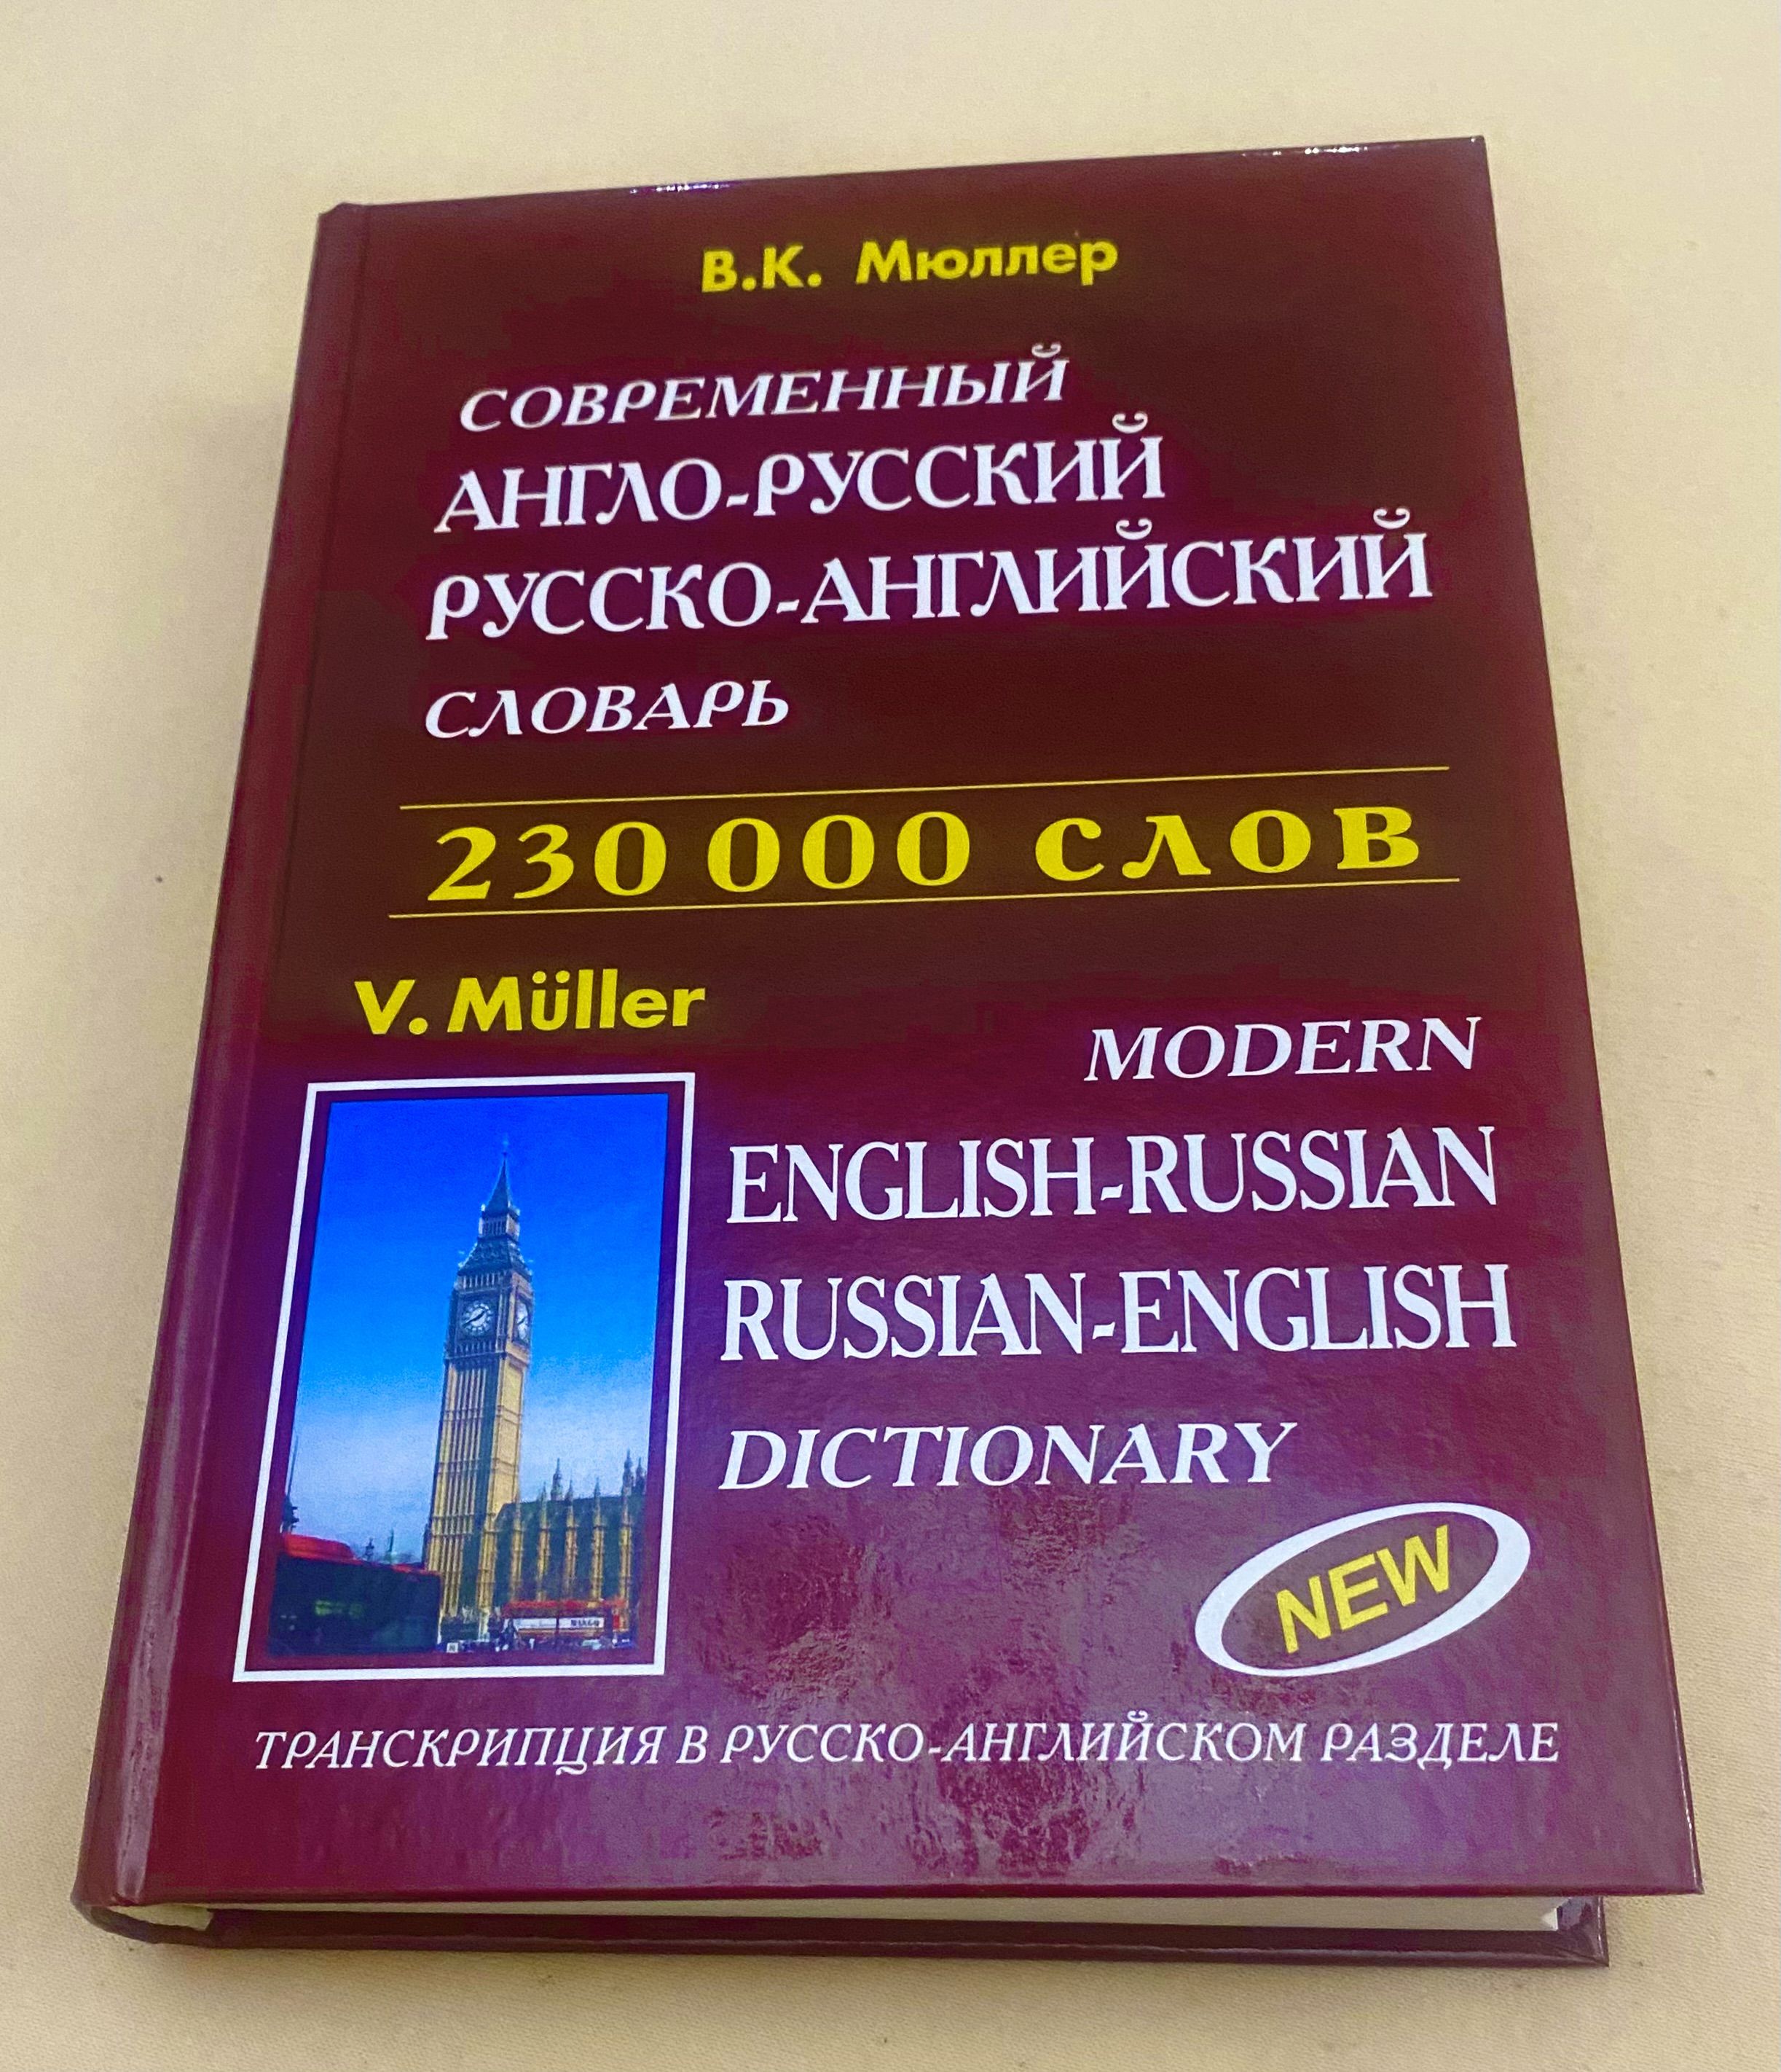 В.К. Мюллер
СОВРЕМЕННЫЙ
АНГЛО-РУССКИЙ
РУССКО-АНГЛИЙСКИЙ
СЛОВАРЬ
230 000 СЛОВ
V. Müller
MODERN
ENGLISH-RUSSIAN
RUSSIAN-ENGLISH
DICTIONARY
NEW
ТРАНСКРИПЦИЯ В РУССКО-АНГЛИЙСКОМ РАЗДЕЛЕ